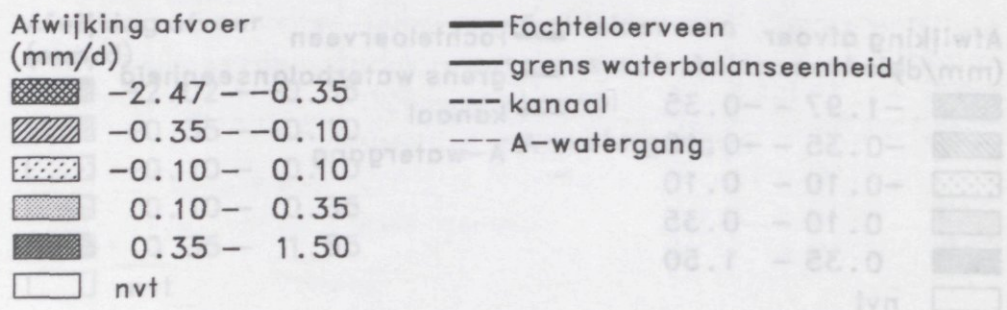 Afwijking afvoer
(mm/d)
-2.47 - -0.35
-0.35 - -0.10
-0.10 - 0.10
0.10 - 0.35
0.35 - 1.50
nvt
Fochteloerveen
grens waterbalanseenheid
kanaal
A-watergang